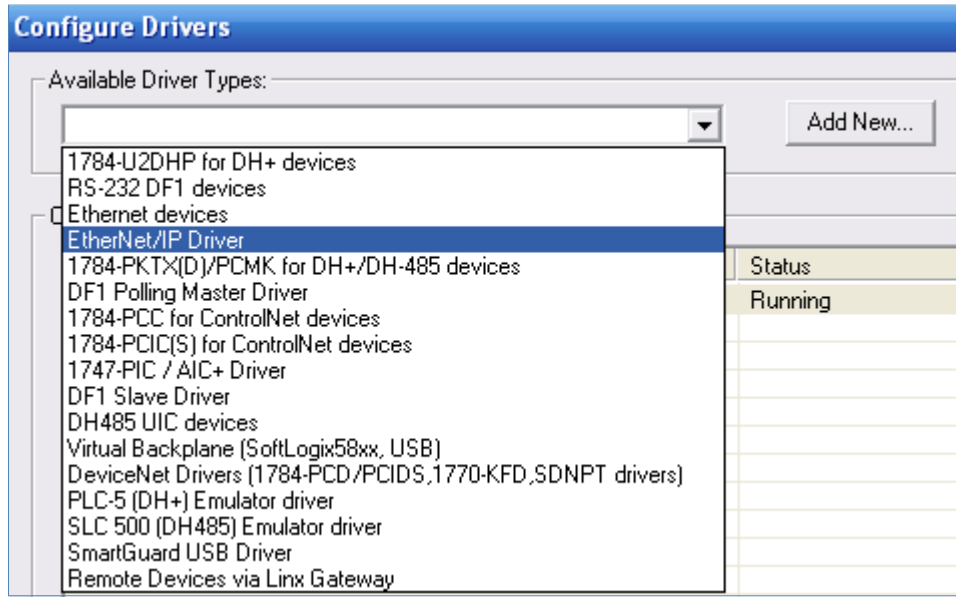 Configure Drivers
Available Driver Types:
Add New...
1784-U2DHP for DH+ devices
RS-232 DF1 devices
Ethernet devices
EtherNet/IP Driver
1784-PKTX(D)/PCMK for DH+/DH-485 devices
Status
DF1 Polling Master Driver
Running
1784-PCC for ControlNet devices
1784-PCIC(S) for ControlNet devices
1747-PIC / AIC+ Driver
DF1 Slave Driver
DH485 UIC devices
Virtual Backplane (SoftLogix58xx, USB)
DeviceNet Drivers (1784-PCD/PCIDS,1770-KFD,SDNPT drivers)
PLC-5 (DH+) Emulator driver
SLC 500 (DH485) Emulator driver
SmartGuard USB Driver
Remote Devices via Linx Gateway